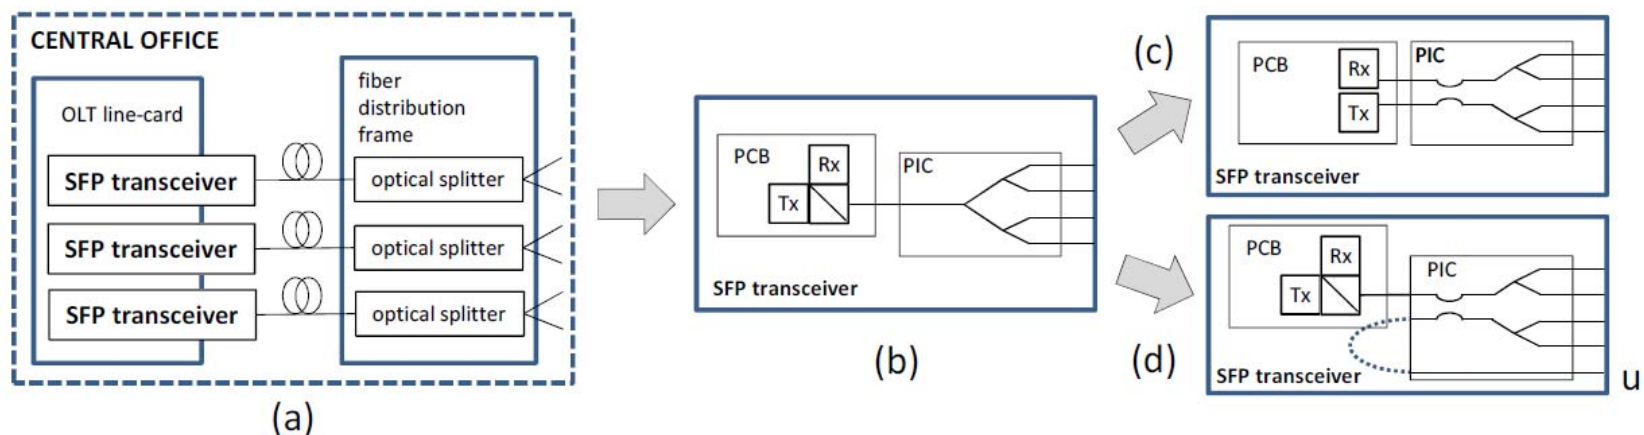 CENTRAL OFFICE
OLT line-card
SFP transceiver
SFP transceiver
SFP transceiver
fiber
distribution
frame
optical splitter
optical splitter
optical splitter
(a)
PCB
Rx
Tx
PIC
SFP transceiver
(b)
(c)
PCB
Rx
Tx
PIC
SFP transceiver
(d)
PCB
Rx
Tx
PIC
SFP transceiver
u